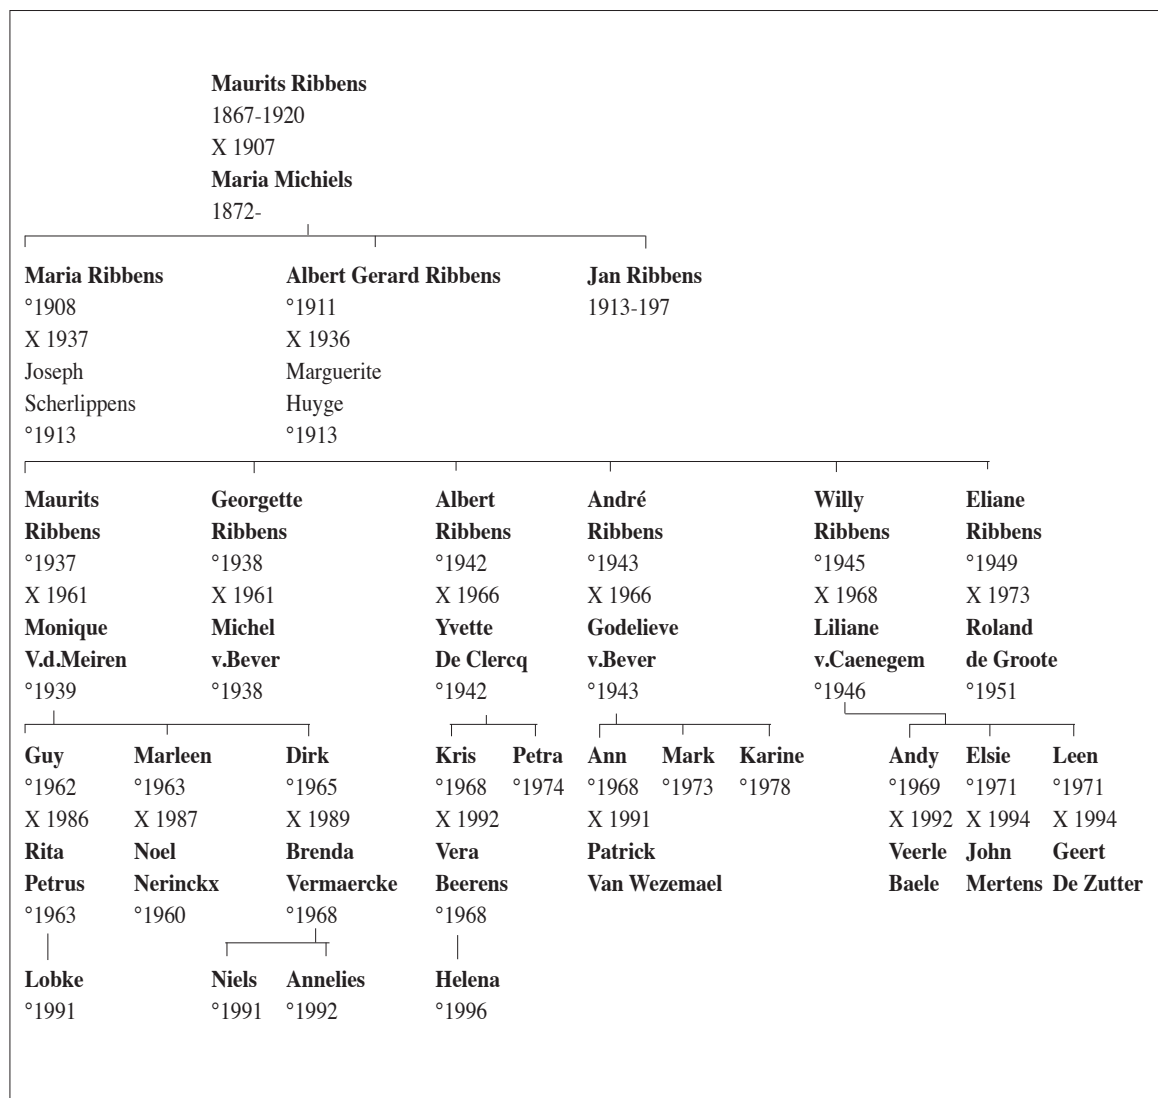 Maurits Ribbens
1867-1920
X 1907
Maria Michiels
1872-
Maria Ribbens
°1908
X 1937
Joseph
Scherlippens
°1913
Albert Gerard Ribbens
°1911
X 1936
Marguerite
Huyge
°1913
Jan Ribbens
1913-197
Maurits
Ribbens
°1937
X 1961
Monique
V.d.Meiren
°1939
Georgette
Ribbens
°1938
X 1961
Michel
v.Bever
°1938
Albert
Ribbens
°1942
X 1966
Yvette
De Clercq
°1942
André
Ribbens
°1943
X 1966
Godelieve
v.Bever
°1943
Willy
Ribbens
°1945
X 1968
Liliane
v.Caenegem
°1946
Eliane
Ribbens
°1949
X 1973
Roland
de Groote
°1951
Guy
°1962
X 1986
Rita
Petrus
°1963
Marleen
°1963
X 1987
Noel
Nerinckx
°1960
Dirk
°1965
X 1989
Brenda
Vermaercke
°1968
Kris
°1968
X 1992
Vera
Beerens
°1968
Petra
°1974
Ann
°1968
X 1991
Patrick
Van Wezemael
Mark
°1973
Karine
°1978
Andy
°1969
X 1992
Veerle
Baele
Elsie
°1971
X 1994
John
Mertens
Leen
°1971
X 1994
Geert
De Zutter
Lobke
°1991
Niels
°1991
Annelies
°1992
Helena
°1996